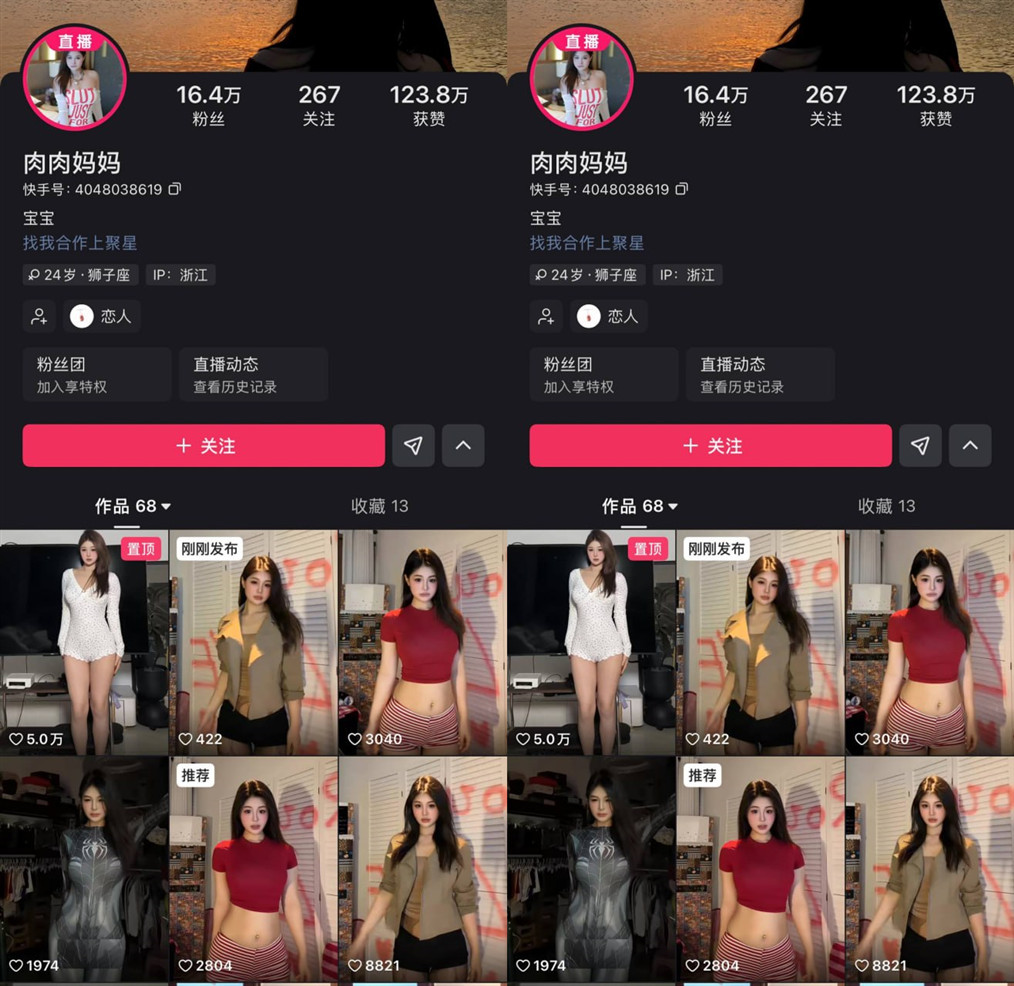 直播
SLUT
JUST
FOR
16.4万
267
123.8万
粉丝
关注
获赞
肉肉妈妈
快手号：4048038619
宝宝
找我合作上聚星
24岁·狮子座
IP：浙江
恋人
粉丝团
加入享特权
直播动态
查看历史记录
关注
作品 68
收藏 13
置顶
刚刚发布
5.0万
422
3040
推荐
1974
2804
8821
直播
SLUT
JUST
FOR
16.4万
267
123.8万
粉丝
关注
获赞
肉肉妈妈
快手号：4048038619
宝宝
找我合作上聚星
24岁·狮子座
IP：浙江
恋人
粉丝团
加入享特权
直播动态
查看历史记录
关注
作品 68
收藏 13
置顶
刚刚发布
5.0万
422
3040
推荐
1974
2804
8821